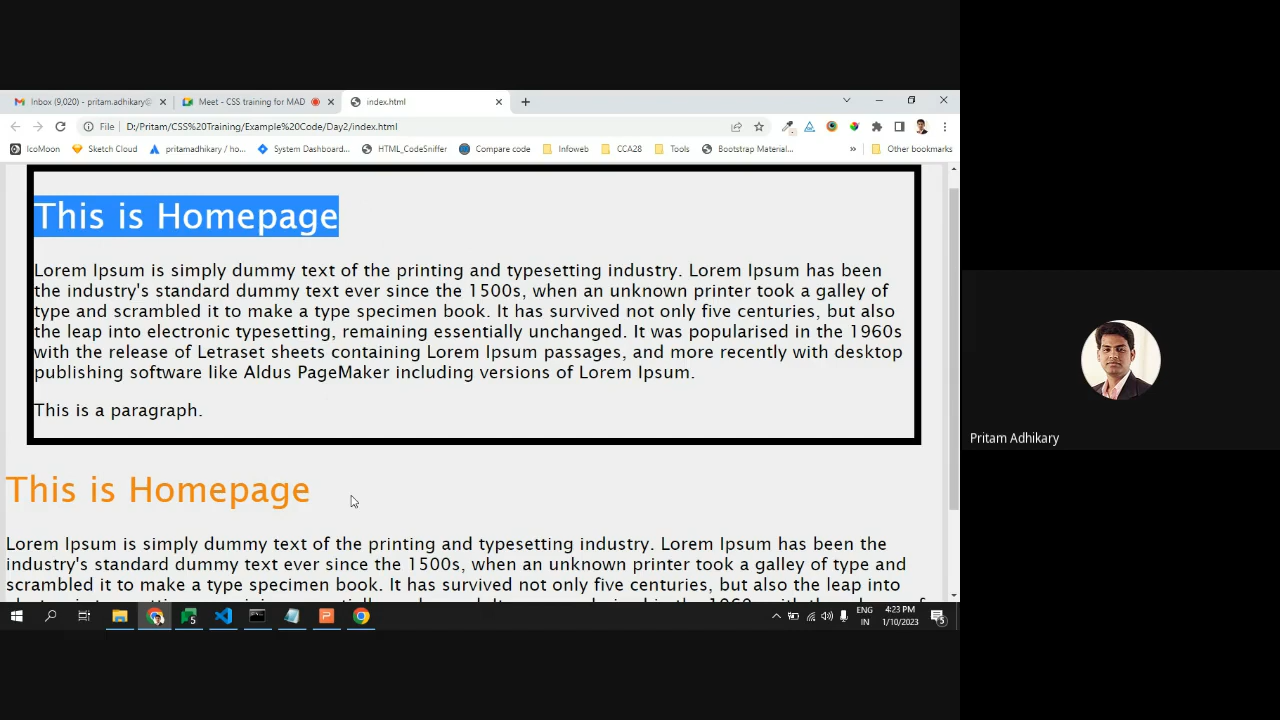 Inbox (9,020) - pritam.adhikary@
Meet - CSS training for MAD
index.html
File
D:/Pritam/CSS%20Training/Example%20Code/Day2/index.html
IcoMoon
Sketch Cloud
pritamadhikary / ho...
System Dashboard...
HTML_CodeSniffer
Compare code
Infoweb
CCA28
Tools
Bootstrap Material...
»
Other bookmarks
This is Homepage
Lorem Ipsum is simply dummy text of the printing and typesetting industry. Lorem Ipsum has been
the industry's standard dummy text ever since the 1500s, when an unknown printer took a galley of
type and scrambled it to make a type specimen book. It has survived not only five centuries, but also
the leap into electronic typesetting, remaining essentially unchanged. It was popularised in the 1960s
with the release of Letraset sheets containing Lorem Ipsum passages, and more recently with desktop
publishing software like Aldus PageMaker including versions of Lorem Ipsum.
This is a paragraph.
This is Homepage
Lorem Ipsum is simply dummy text of the printing and typesetting industry. Lorem Ipsum has been the
industry's standard dummy text ever since the 1500s, when an unknown printer took a galley of type and
scrambled it to make a type specimen book. It has survived not only five centuries, but also the leap into
Pritam Adhikary
ENG
IN
4:23 PM
1/10/2023
5